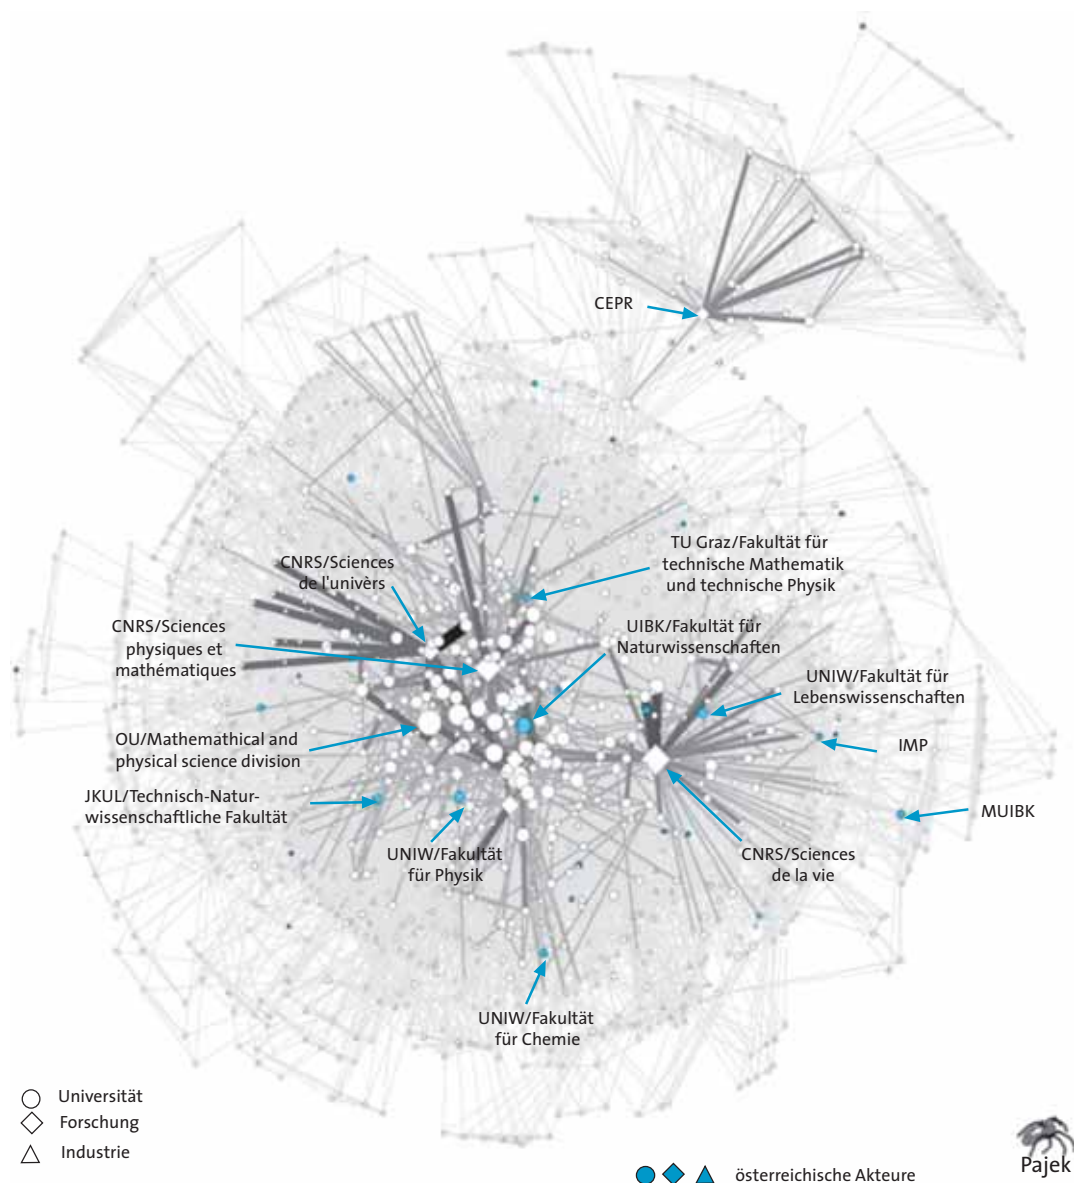 CEPR
TU Graz/Fakultät für
technische Mathematik
und technische Physik
CNRS/Sciences
de l'univèrs
CNRS/Sciences
physiques et
mathématiques
UIBK/Fakultät für
Naturwissenschaften
UNIW/Fakultät für
Lebenswissenschaften
OU/Mathemathical and
physical science division
IMP
JKUL/Technisch-Natur-
wissenschaftliche Fakultät
MUIBK
UNIW/Fakultät
für Physik
CNRS/Sciences
de la vie
UNIW/Fakultät
für Chemie
Universität
Forschung
Industrie
österreichische Akteure
Pajek